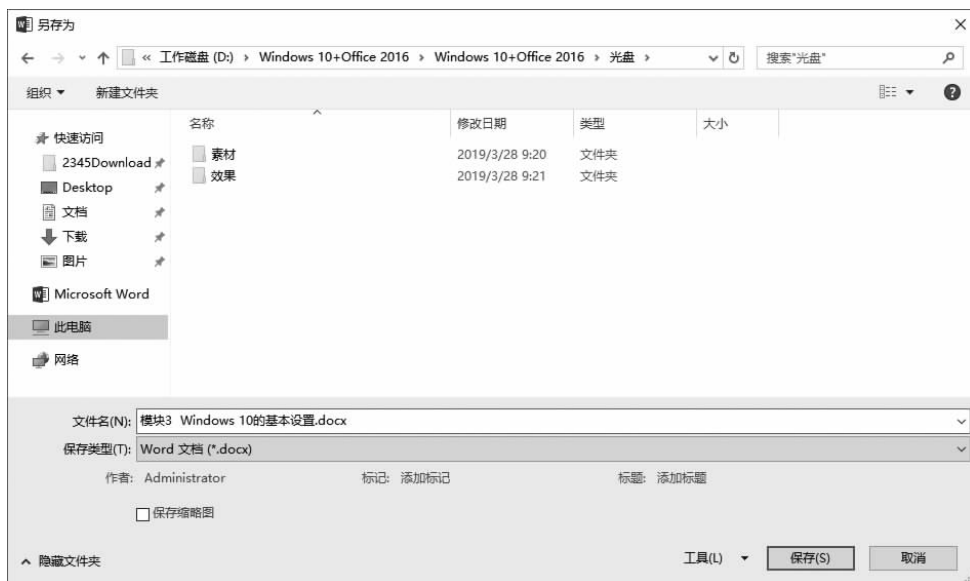 另存为
« 工作磁盘 (D:) › Windows 10+Office 2016 › Windows 10+Office 2016 › 光盘 › 搜索"光盘"
组织 新建文件夹
名称 修改日期 类型 大小
快速访问
素材 2019/3/28 9:20 文件夹
2345Download
效果 2019/3/28 9:21 文件夹
Desktop
文档
下载
图片
Microsoft Word
此电脑
网络
文件名(N): 模块3 Windows 10的基本设置.docx
保存类型(T): Word 文档 (*.docx)
作者: Administrator 标记: 添加标记 标题: 添加标题
保存缩略图
隐藏文件夹 工具(L) 保存(S) 取消